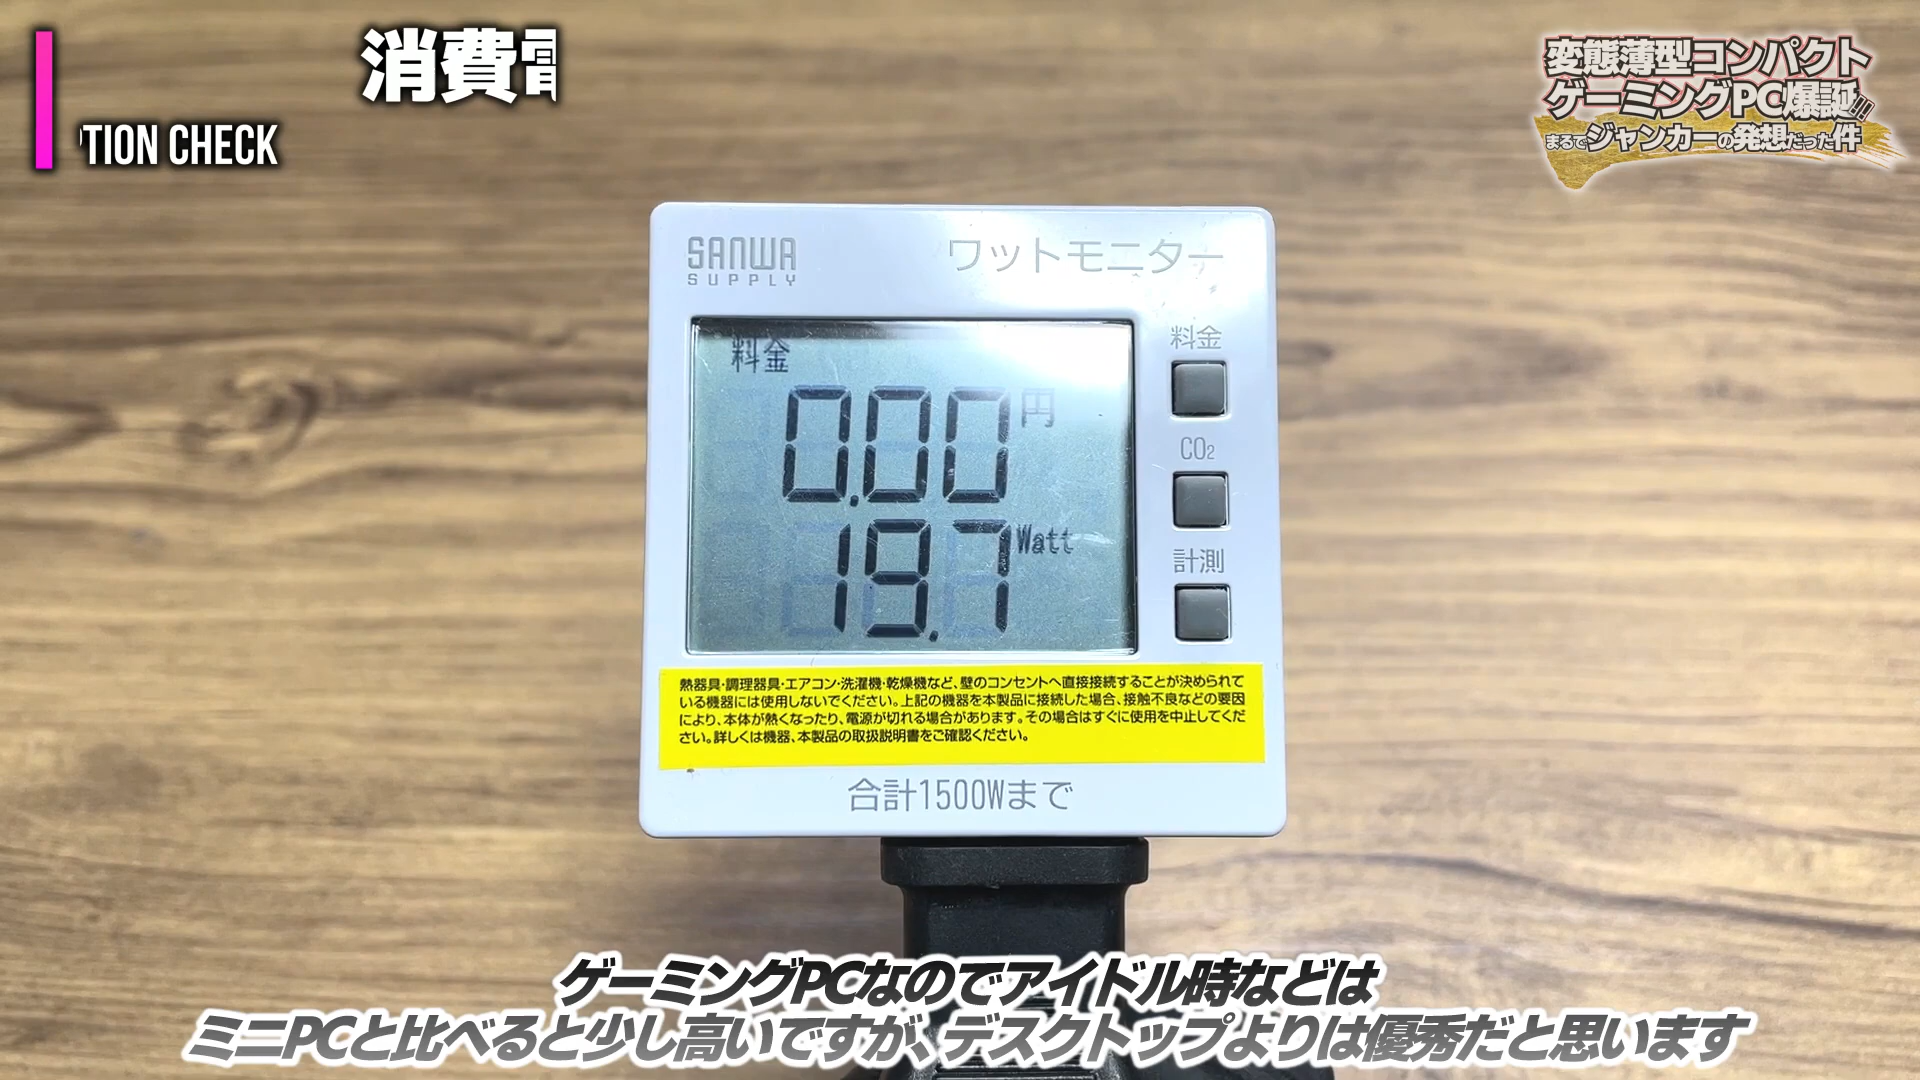 消費電
TION CHECK
変態薄型コンパクト
ゲーミングPC爆誕!!
まるでジャンカーの発想だった件
SANWA
SUPPLY
ワットモニター
料金
料金
0.00円
CO₂
19.7Watt
計測
熱器具・調理器具・エアコン・洗濯機・乾燥機など、壁のコンセントへ直接接続することが決められて
いる機器には使用しないでください。上記の機器を本製品に接続した場合、接触不良などの要因
により、本体が熱くなったり、電源が切れる場合があります。その場合はすぐに使用を中止してくだ
さい。詳しくは機器、本製品の取扱説明書をご確認ください。
合計1500Wまで
ゲーミングPCなのでアイドル時などは
ミニPCと比べると少し高いですが、デスクトップよりは優秀だと思います